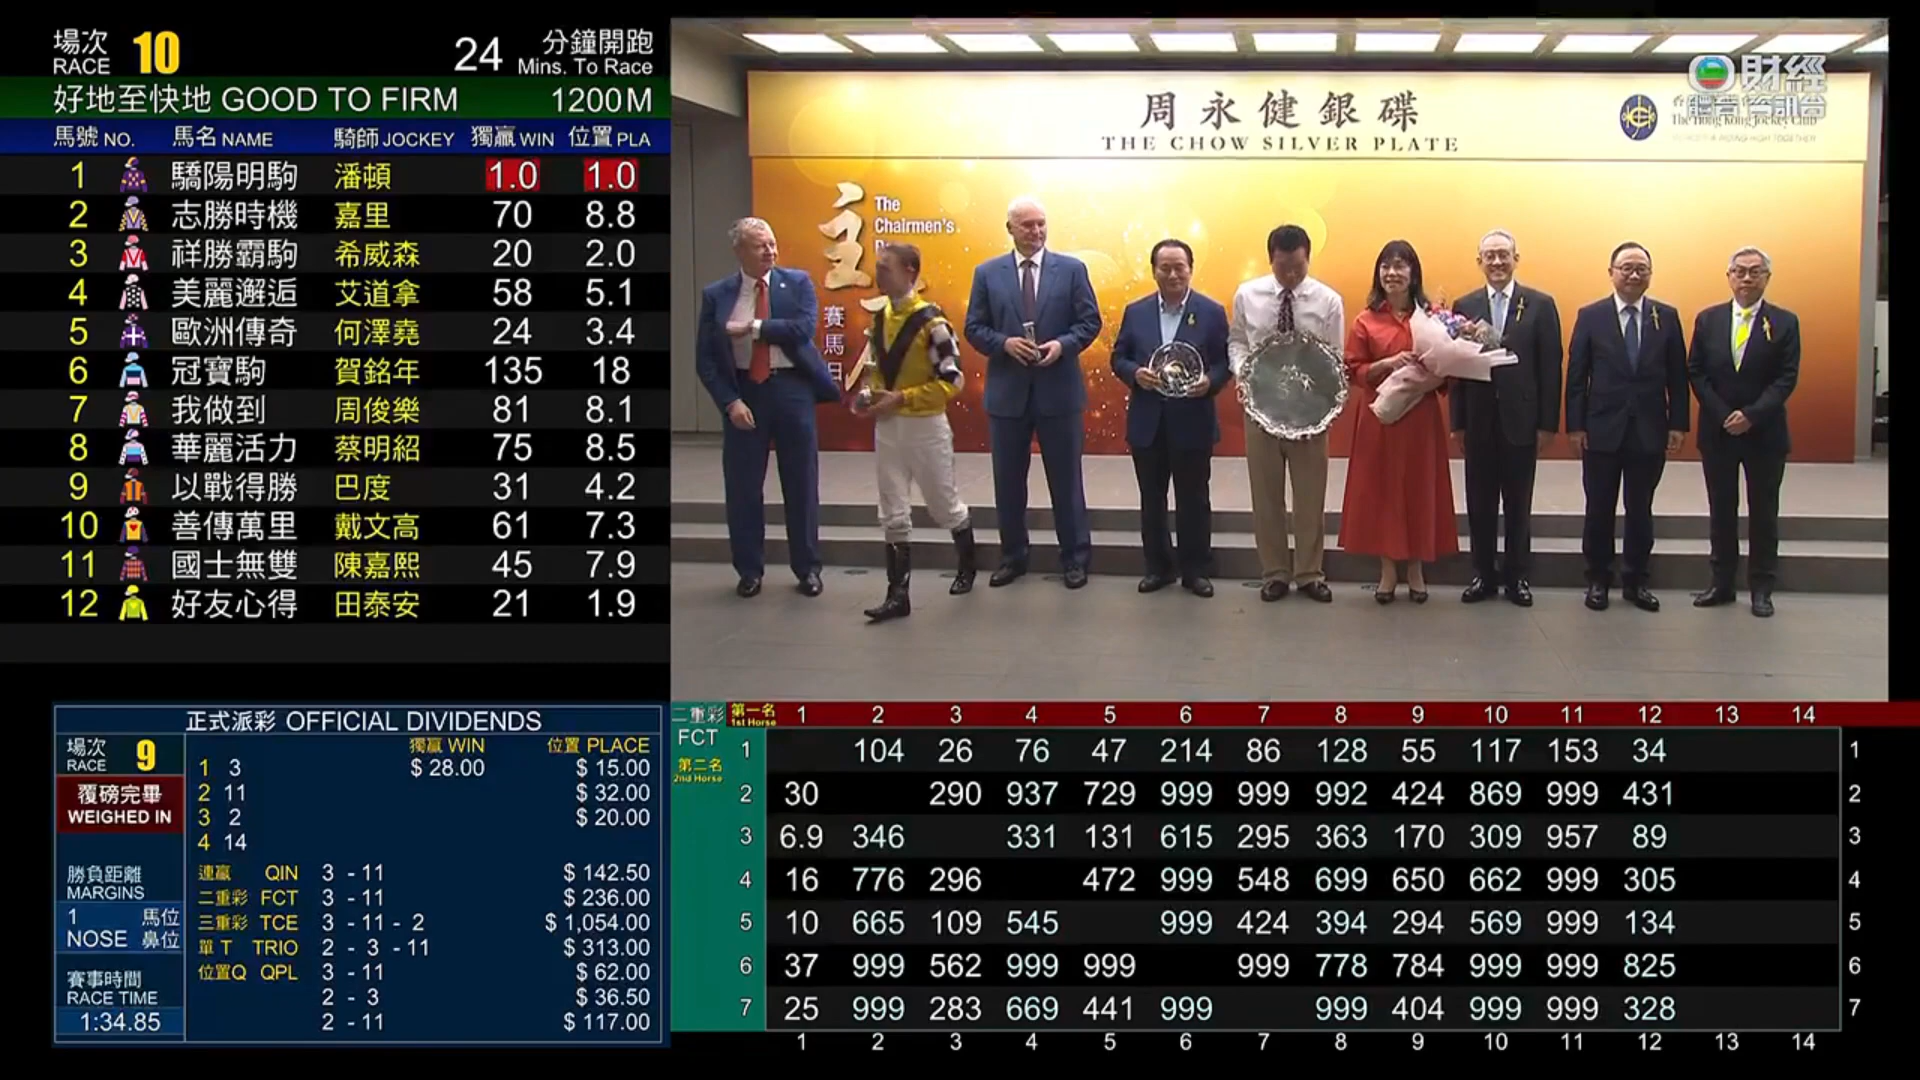 場次 RACE 10 24 分鐘開跑 Mins. To Race
好地至快地 GOOD TO FIRM 1200M
馬號 NO. 馬名 NAME 騎師 JOCKEY 獨贏 WIN 位置 PLA
1 驕陽明駒 潘頓 1.0 1.0
2 志勝時機 嘉里 70 8.8
3 祥勝霸駒 希威森 20 2.0
4 美麗邂逅 艾道拿 58 5.1
5 歐洲傳奇 何澤堯 24 3.4
6 冠寶駒 賀銘年 135 18
7 我做到 周俊樂 81 8.1
8 華麗活力 蔡明紹 75 8.5
9 以戰得勝 巴度 31 4.2
10 善傳萬里 戴文高 61 7.3
11 國士無雙 陳嘉熙 45 7.9
12 好友心得 田泰安 21 1.9
財經
體育資訊台
周永健銀碟
THE CHOW SILVER PLATE
The Hong Kong Jockey Club
The
Chairmen's
主
賽馬日
正式派彩 OFFICIAL DIVIDENDS
場次 RACE 9
覆磅完畢
WEIGHED IN
勝負距離
MARGINS
1 馬位
NOSE 鼻位
賽事時間
RACE TIME
1:34.85
獨贏 WIN 位置 PLACE
1 3 $ 28.00 $ 15.00
2 11 $ 32.00
3 2 $ 20.00
4 14
連贏 QIN 3 - 11 $ 142.50
二重彩 FCT 3 - 11 $ 236.00
三重彩 TCE 3 - 11 - 2 $ 1,054.00
單T TRIO 2 - 3 - 11 $ 313.00
位置Q QPL 3 - 11 $ 62.00
2 - 3 $ 36.50
2 - 11 $ 117.00
二重彩 第一名 1st Horse 1 2 3 4 5 6 7 8 9 10 11 12 13 14
FCT
第二名
2nd Horse
1 104 26 76 47 214 86 128 55 117 153 34 1
2 30 290 937 729 999 999 992 424 869 999 431 2
3 6.9 346 331 131 615 295 363 170 309 957 89 3
4 16 776 296 472 999 548 699 650 662 999 305 4
5 10 665 109 545 999 424 394 294 569 999 134 5
6 37 999 562 999 999 999 778 784 999 999 825 6
7 25 999 283 669 441 999 999 404 999 999 328 7
1 2 3 4 5 6 7 8 9 10 11 12 13 14